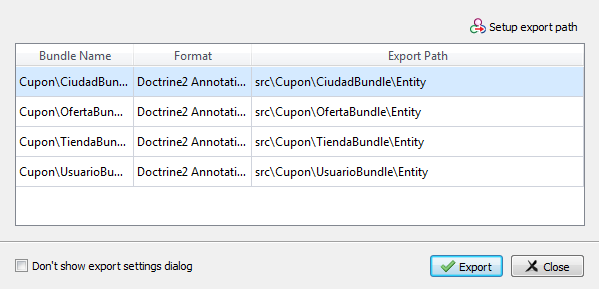 Setup export path
Bundle Name Format Export Path
Cupon\CiudadBun... Doctrine2 Annotati... src\Cupon\CiudadBundle\Entity
Cupon\OfertaBun... Doctrine2 Annotati... src\Cupon\OfertaBundle\Entity
Cupon\TiendaBun... Doctrine2 Annotati... src\Cupon\TiendaBundle\Entity
Cupon\UsuarioBu... Doctrine2 Annotati... src\Cupon\UsuarioBundle\Entity
Don't show export settings dialog Export Close